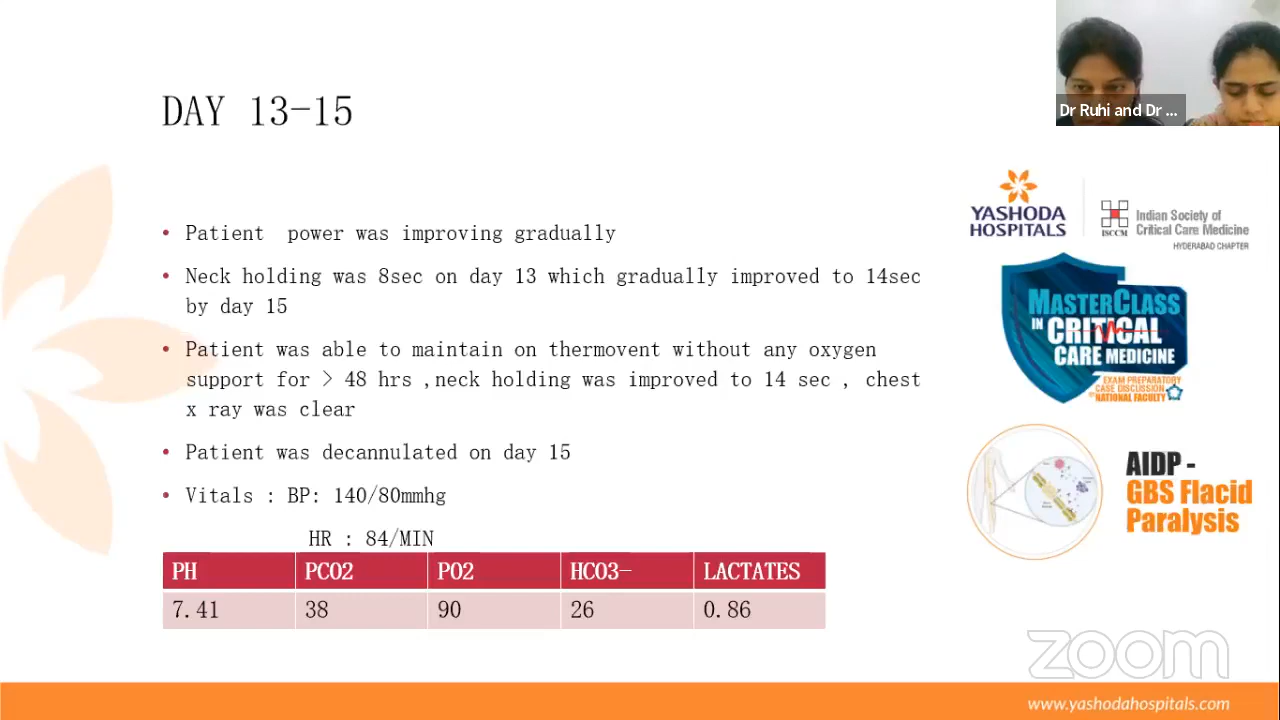 Dr Ruhi and Dr ...
DAY 13-15
• Patient power was improving gradually
• Neck holding was 8sec on day 13 which gradually improved to 14sec
by day 15
• Patient was able to maintain on thermovent without any oxygen
support for > 48 hrs ,neck holding was improved to 14 sec , chest
x ray was clear
• Patient was decannulated on day 15
• Vitals : BP: 140/80mmhg
HR : 84/MIN
PH PCO2 PO2 HCO3- LACTATES
7.41 38 90 26 0.86
YASHODA
HOSPITALS
ISCCM
Indian Society of
Critical Care Medicine
HYDERABAD CHAPTER
MASTERCLASS
IN CRITICAL
CARE MEDICINE
EXAM PREPARATORY
CASE DISCUSSION
BY NATIONAL FACULTY
AIDP -
GBS Flacid
Paralysis
zoom
www.yashodahospitals.com